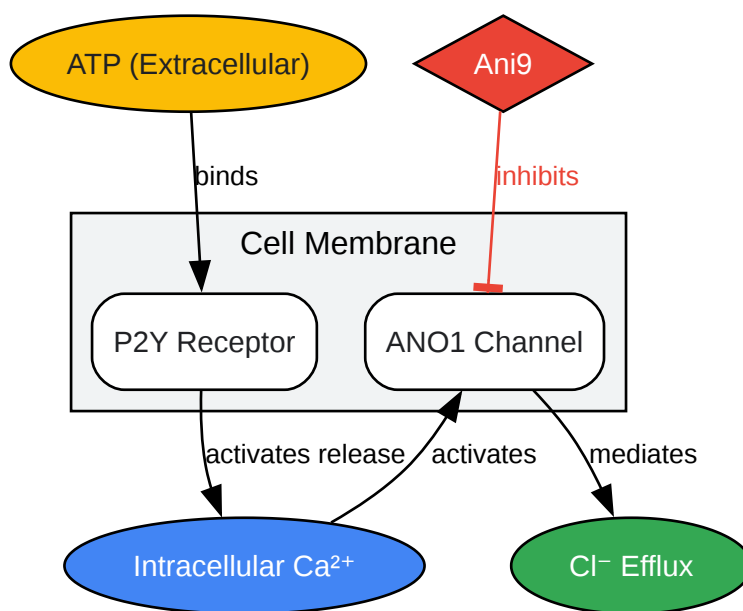 ATP (Extracellular)
Ani9
binds
inhibits
Cell Membrane
P2Y Receptor
ANO1 Channel
activates release
activates
mediates
Intracellular Ca²⁺
Cl⁻ Efflux